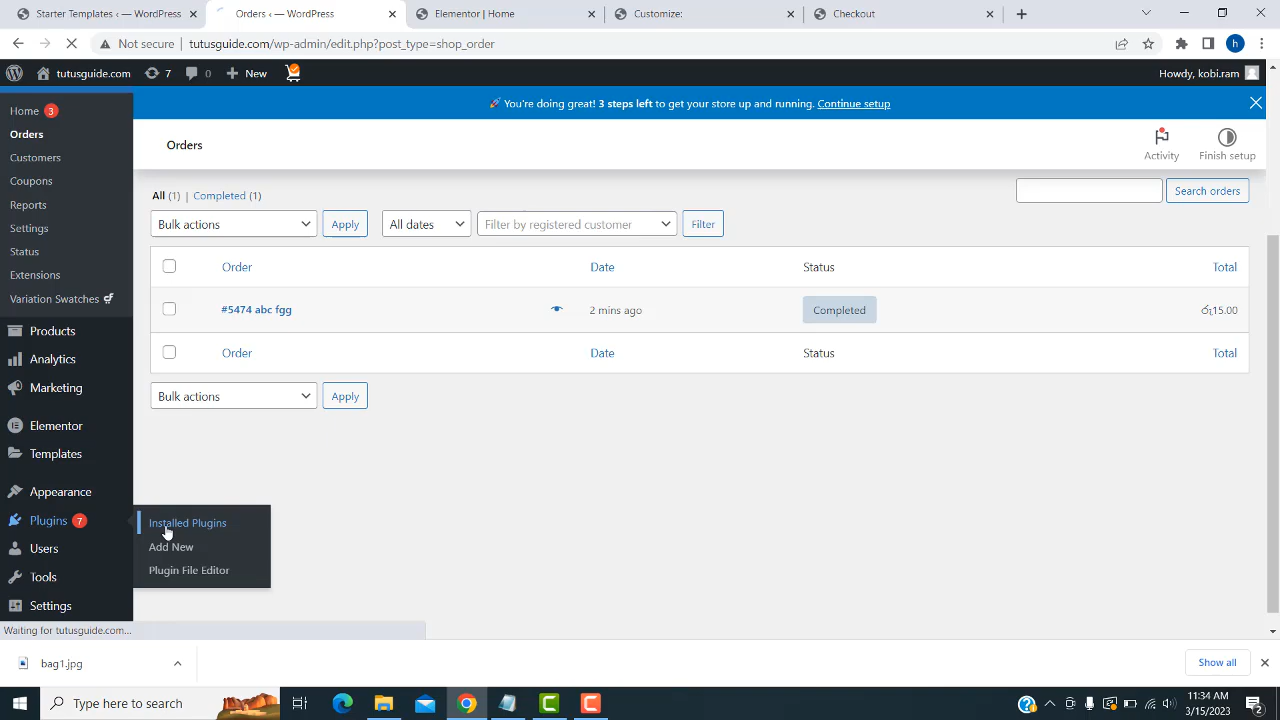 Starter Templates ‹ — WordPress
Orders ‹ — WordPress
Elementor | Home
Customize:
Checkout
Not secure
tutusguide.com/wp-admin/edit.php?post_type=shop_order
h
tutusguide.com
7
0
New
Howdy, kobi.ram
🚀 You're doing great! 3 steps left to get your store up and running. Continue setup
Home 3
Orders
Customers
Coupons
Reports
Settings
Status
Extensions
Variation Swatches
Products
Analytics
Marketing
Elementor
Templates
Appearance
Plugins 7
Users
Tools
Settings
Installed Plugins
Add New
Plugin File Editor
Orders
Activity
Finish setup
All (1) | Completed (1)
Search orders
Bulk actions
Apply
All dates
Filter by registered customer
Filter
Order
Date
Status
Total
#5474 abc fgg
2 mins ago
Completed
රු15.00
Order
Date
Status
Total
Bulk actions
Apply
Waiting for tutusguide.com...
bag1.jpg
Show all
Type here to search
11:34 AM
3/15/2023
2